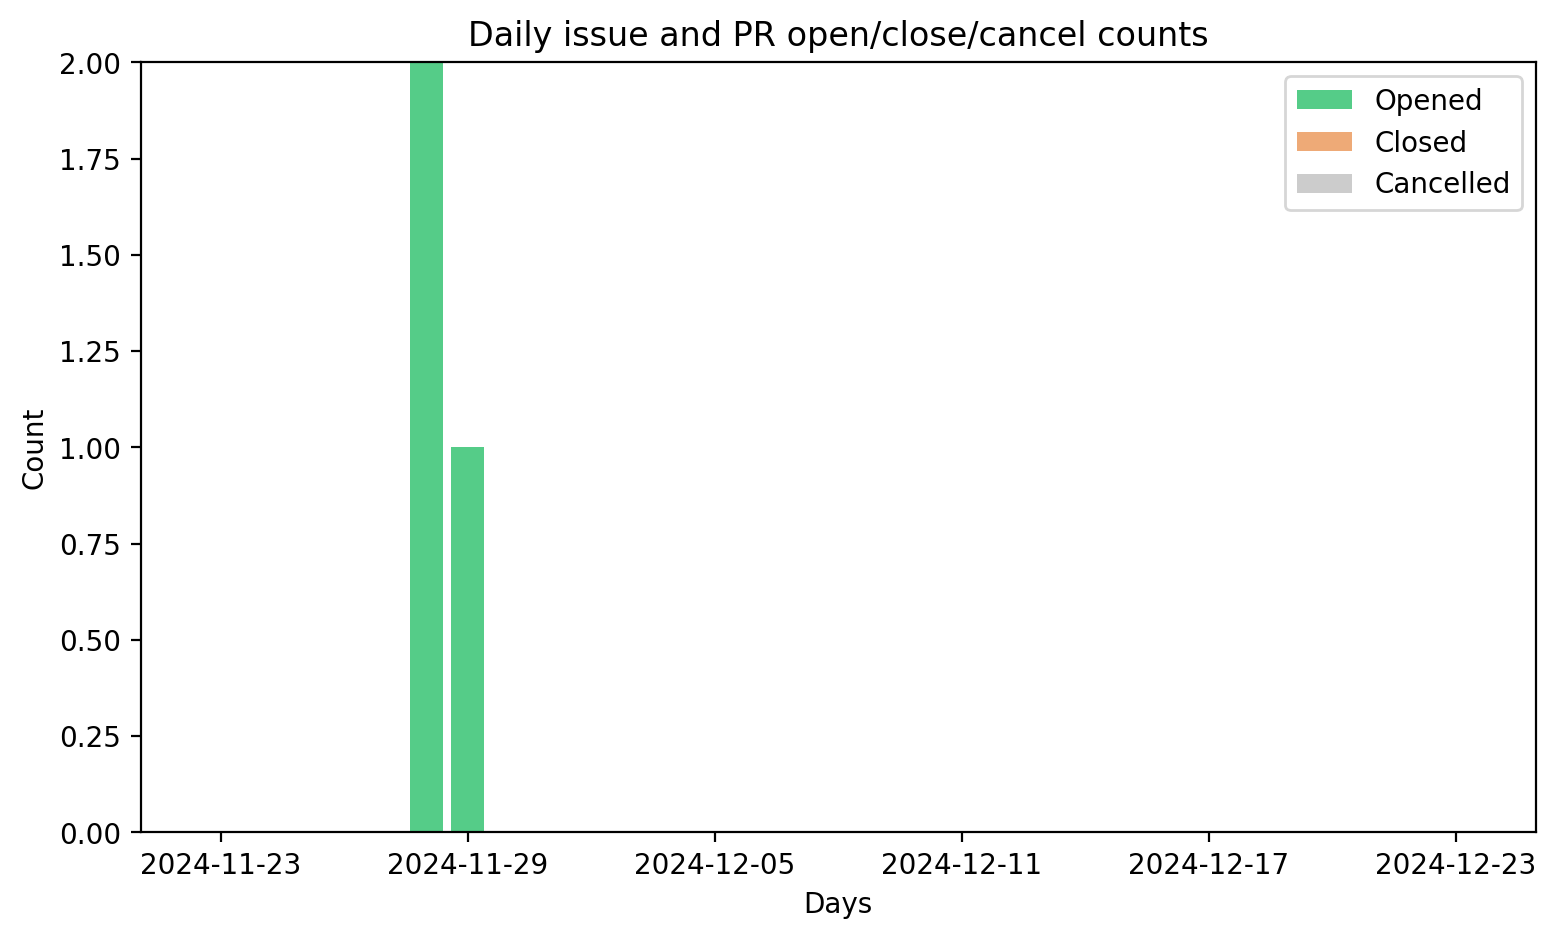 Daily issue and PR open/close/cancel counts
2.00
1.75
1.50
1.25
1.00
0.75
0.50
0.25
0.00
Count
Opened
Closed
Cancelled
2024-11-23 2024-11-29 2024-12-05 2024-12-11 2024-12-17 2024-12-23
Days